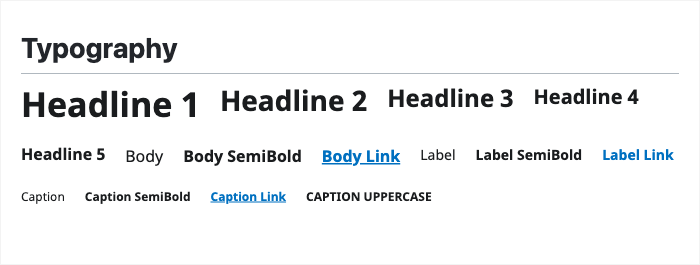 Typography
Headline 1 Headline 2 Headline 3 Headline 4
Headline 5 Body Body SemiBold Body Link Label Label SemiBold Label Link
Caption Caption SemiBold Caption Link CAPTION UPPERCASE